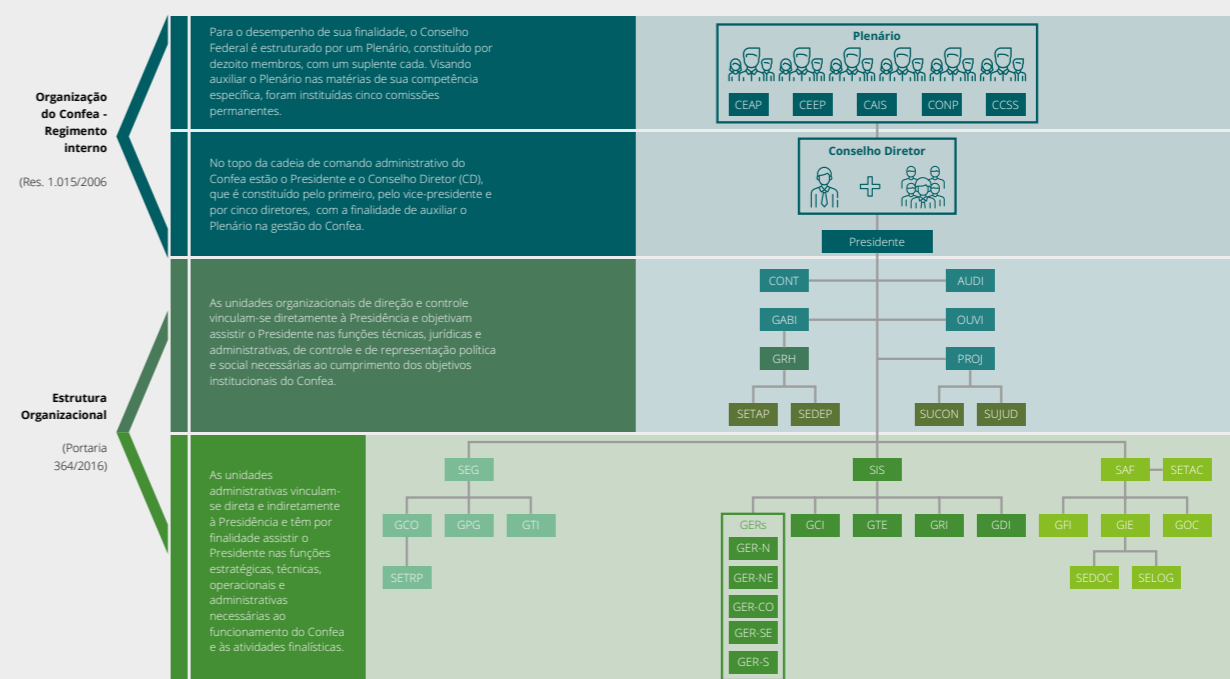 Organização
do Confea -
Regimento
interno
(Res. 1.015/2006
Para o desempenho de sua finalidade, o Conselho
Federal é estruturado por um Plenário, constituído por
dezoito membros, com um suplente cada. Visando
auxiliar o Plenário nas matérias de sua competência
específica, foram instituídas cinco comissões
permanentes.
Plenário
CEAP CEEP CAIS CONP CCSS
No topo da cadeia de comando administrativo do
Confea estão o Presidente e o Conselho Diretor (CD),
que é constituído pelo primeiro, pelo vice-presidente e
por cinco diretores, com a finalidade de auxiliar o
Plenário na gestão do Confea.
Conselho Diretor
Presidente
Estrutura
Organizacional
(Portaria
364/2016)
As unidades organizacionais de direção e controle
vinculam-se diretamente à Presidência e objetivam
assistir o Presidente nas funções técnicas, jurídicas e
administrativas, de controle e de representação política
e social necessárias ao cumprimento dos objetivos
institucionais do Confea.
CONT AUDI
GABI OUVI
GRH PROJ
SETAP SEDEP SUCON SUJUD
As unidades
administrativas vinculam-
se direta e indiretamente
à Presidência e têm por
finalidade assistir o
Presidente nas funções
estratégicas, técnicas,
operacionais e
administrativas
necessárias ao
funcionamento do Confea
e às atividades finalísticas.
SEG SIS SAF SETAC
GCO GPG GTI GERs GCI GTE GRI GDI GFI GIE GOC
SETRP SEDOC SELOG
GER-N
GER-NE
GER-CO
GER-SE
GER-S